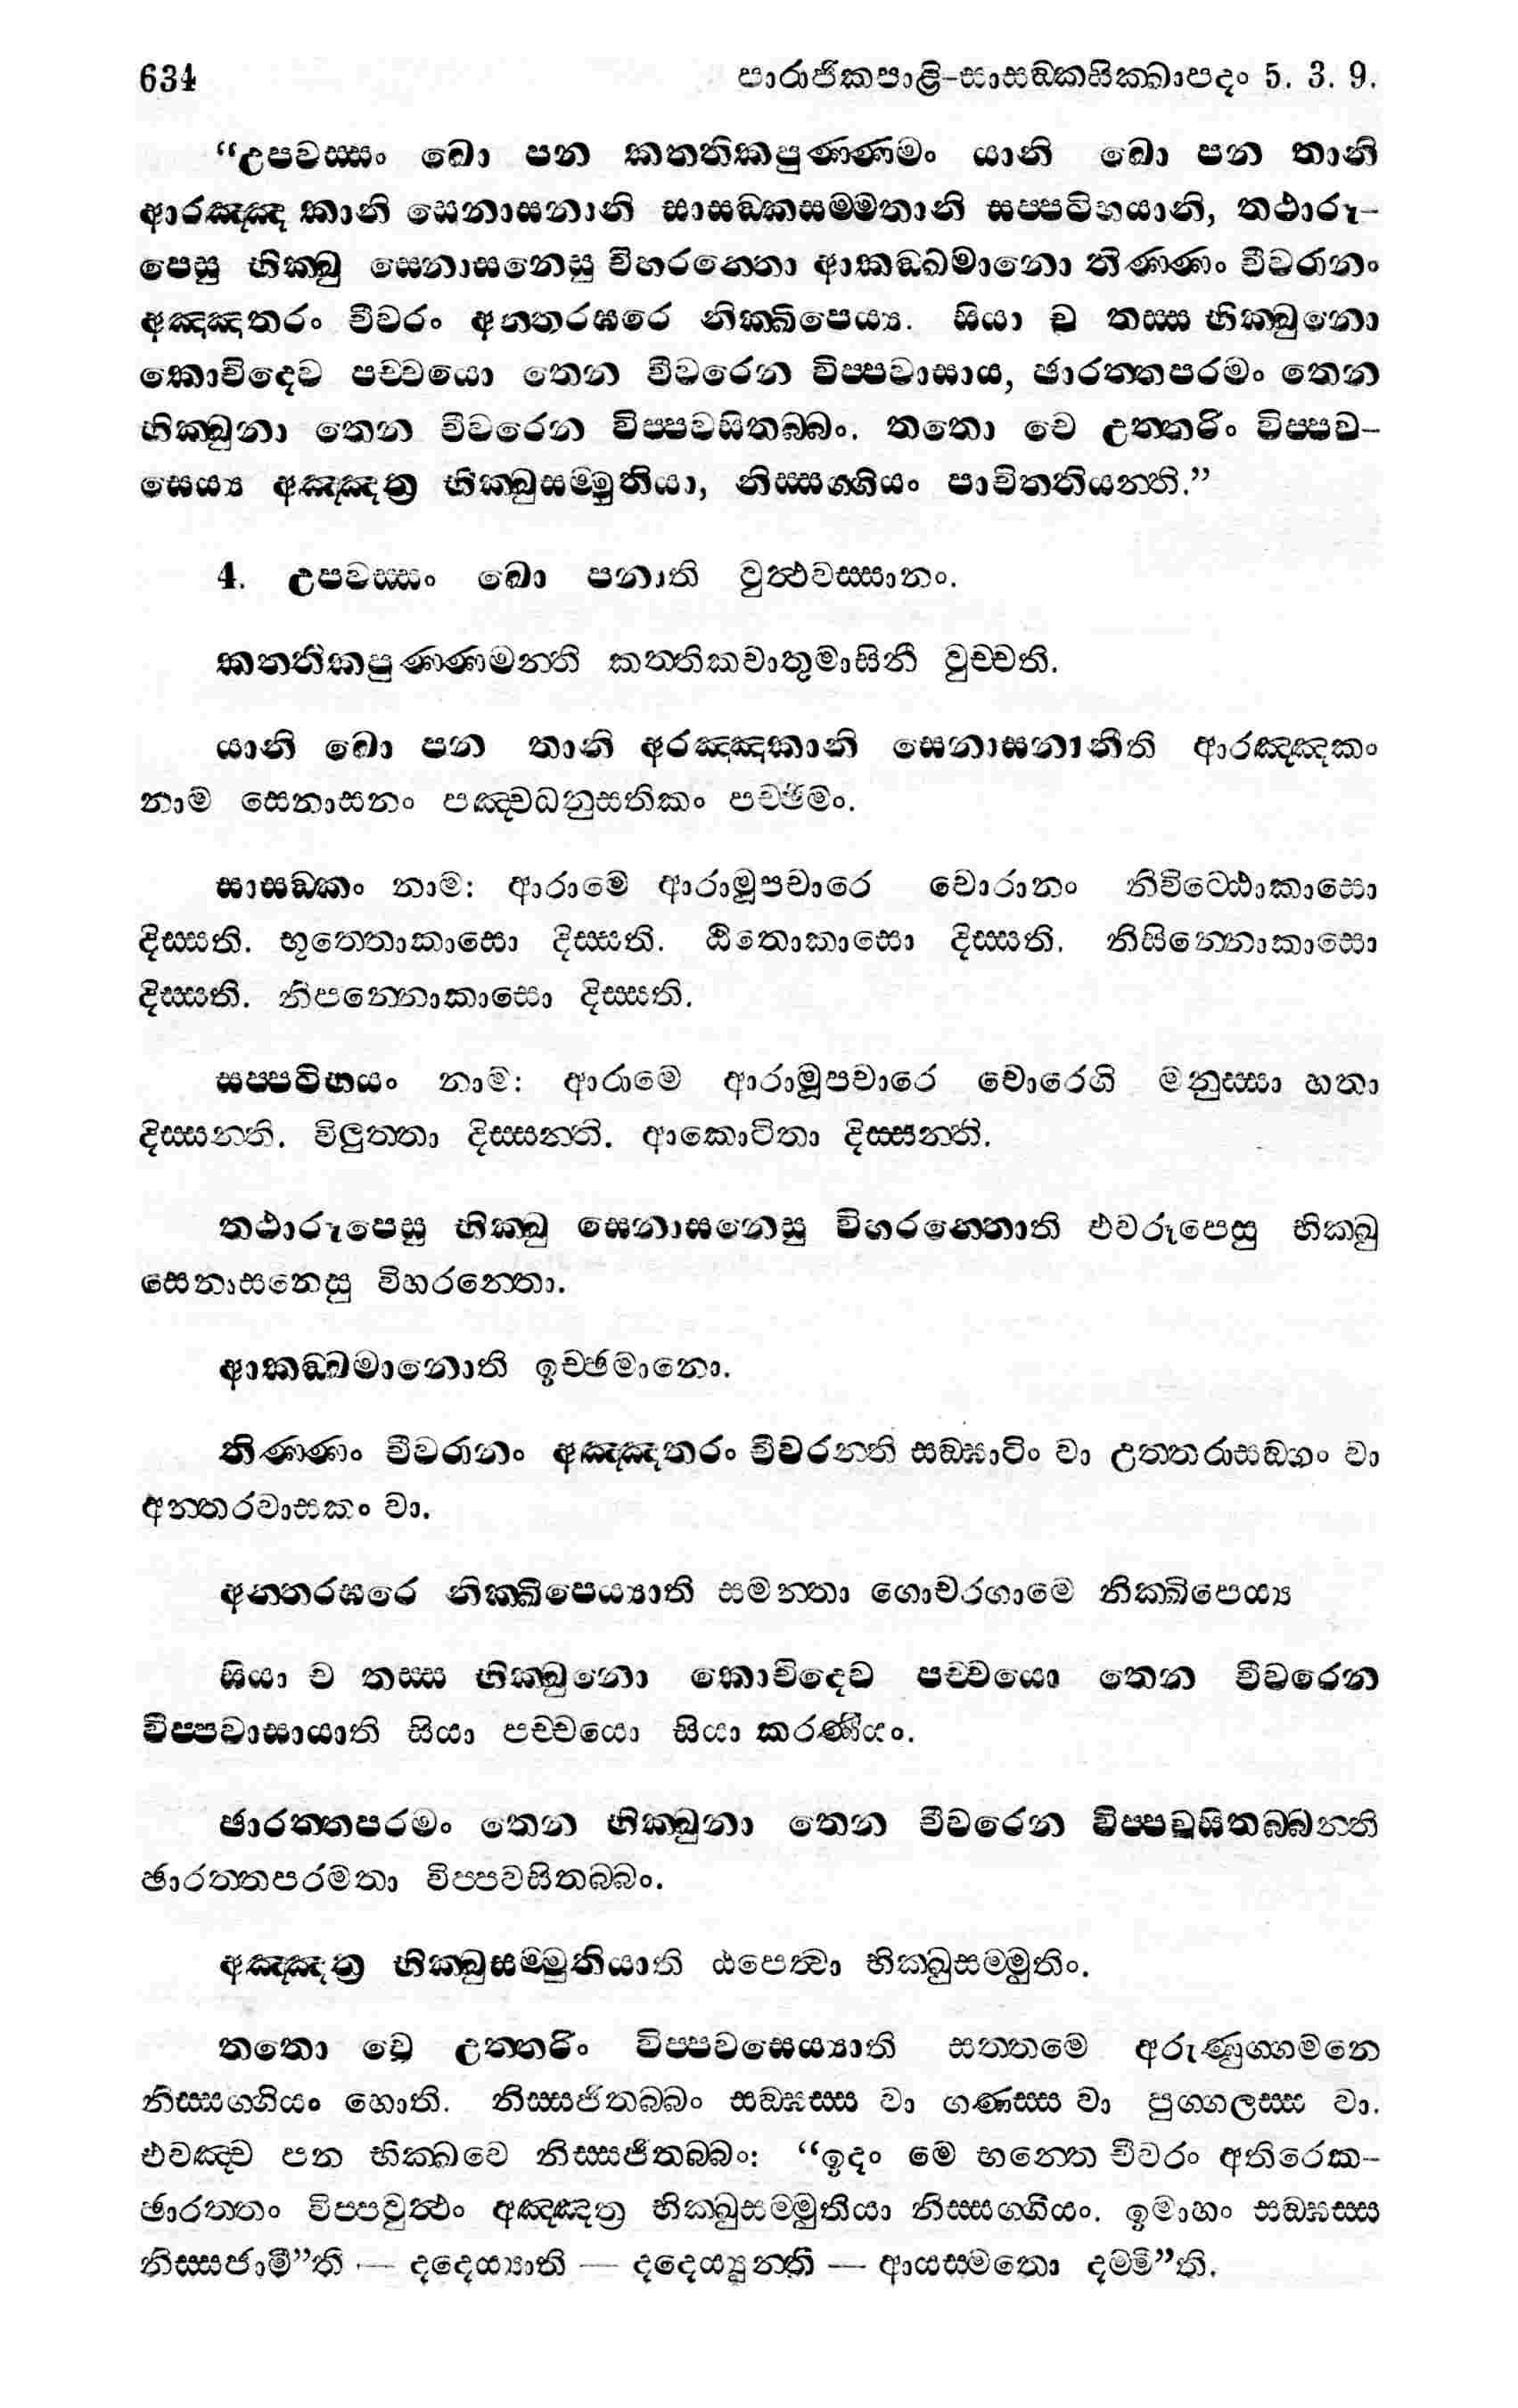 634 පාරාජිකපාළි-සාසඞ්කසික්ඛාපදං 5. 3. 9.
“උපවස්සං ඛො පන කත්තිකපුණ්ණමං යානි ඛො පන තානි
ආරඤ්ඤකානි සෙනාසනානි සාසඞ්කසම්මතානි සප්පටිභයානි, තථාරූ-
පෙසු භික්ඛු සෙනාසනෙසු විහරන්තො ආකඞ්ඛමානො තිණ්ණං චීවරානං
අඤ්ඤතරං චීවරං අන්තරඝරෙ නික්ඛිපෙය්‍ය. සියා ච තස්ස භික්ඛුනො
කොචිදෙව පච්චයො තෙන චීවරෙන විප්පවාසාය, ඡාරත්තපරමං තෙන
භික්ඛුනා තෙන චීවරෙන විප්පවසිතබ්බං. තතො චෙ උත්තරිං විප්පව-
සෙය්‍ය අඤ්ඤත්‍ර භික්ඛුසම්මුතියා, නිස්සග්ගියං පාචිත්තියන්ති.”
4. උපවස්සං ඛො පනාති වුත්ථවස්සානං.
කත්තිකපුණ්ණමන්ති කත්තිකචාතුමාසිනී වුච්චති.
යානි ඛො පන තානි අරඤ්ඤකානි සෙනාසනානීති ආරඤ්ඤකං
නාම සෙනාසනං පඤ්චධනුසතිකං පච්ඡිමං.
සාසඞ්කං නාම: ආරාමෙ ආරාමූපචාරෙ චොරානං නිවිට්ඨොකාසො
දිස්සති. භුත්තොකාසො දිස්සති. ඨිතොකාසො දිස්සති. නිසින්නොකාසො
දිස්සති. නිපන්නොකාසො දිස්සති.
සප්පටිභයං නාම: ආරාමෙ ආරාමූපචාරෙ චොරෙහි මනුස්සා හතා
දිස්සන්ති. විලුත්තා දිස්සන්ති. ආකොටිතා දිස්සන්ති.
තථාරූපෙසු භික්ඛු සෙනාසනෙසු විහරන්තොති එවරූපෙසු භික්ඛු
සෙනාසනෙසු විහරන්තො.
ආකඞ්ඛමානොති ඉච්ඡමානො.
තිණ්ණං චීවරානං අඤ්ඤතරං චීවරන්ති සඞ්ඝාටිං වා උත්තරාසඞ්ගං වා
අන්තරවාසකං වා.
අන්තරඝරෙ නික්ඛිපෙය්‍යාති සමන්තා ගොචරගාමෙ නික්ඛිපෙය්‍ය
සියා ච තස්ස භික්ඛුනො කොචිදෙව පච්චයො තෙන චීවරෙන
විප්පවාසායාති සියා පච්චයො සියා කරණීයං.
ඡාරත්තපරමං තෙන භික්ඛුනා තෙන චීවරෙන විප්පවසිතබ්බන්ති
ඡාරත්තපරමතා විප්පවසිතබ්බං.
අඤ්ඤත්‍ර භික්ඛුසම්මුතියාති ඨපෙත්වා භික්ඛුසම්මුතිං.
තතො චෙ උත්තරිං විප්පවසෙය්‍යාති සත්තමෙ අරුණුග්ගමනෙ
නිස්සග්ගියං හොති. නිස්සජිතබ්බං සඞ්ඝස්ස වා ගණස්ස වා පුග්ගලස්ස වා.
එවඤ්ච පන භික්ඛවෙ නිස්සජිතබ්බං: “ඉදං මෙ භන්තෙ චීවරං අතිරෙක-
ඡාරත්තං විප්පවුත්ථං අඤ්ඤත්‍ර භික්ඛුසම්මුතියා නිස්සග්ගියං. ඉමාහං සඞ්ඝස්ස
නිස්සජාමී”ති — දදෙය්‍යාති — දදෙය්‍යුන්ති — ආයස්මතො දම්මී”ති.